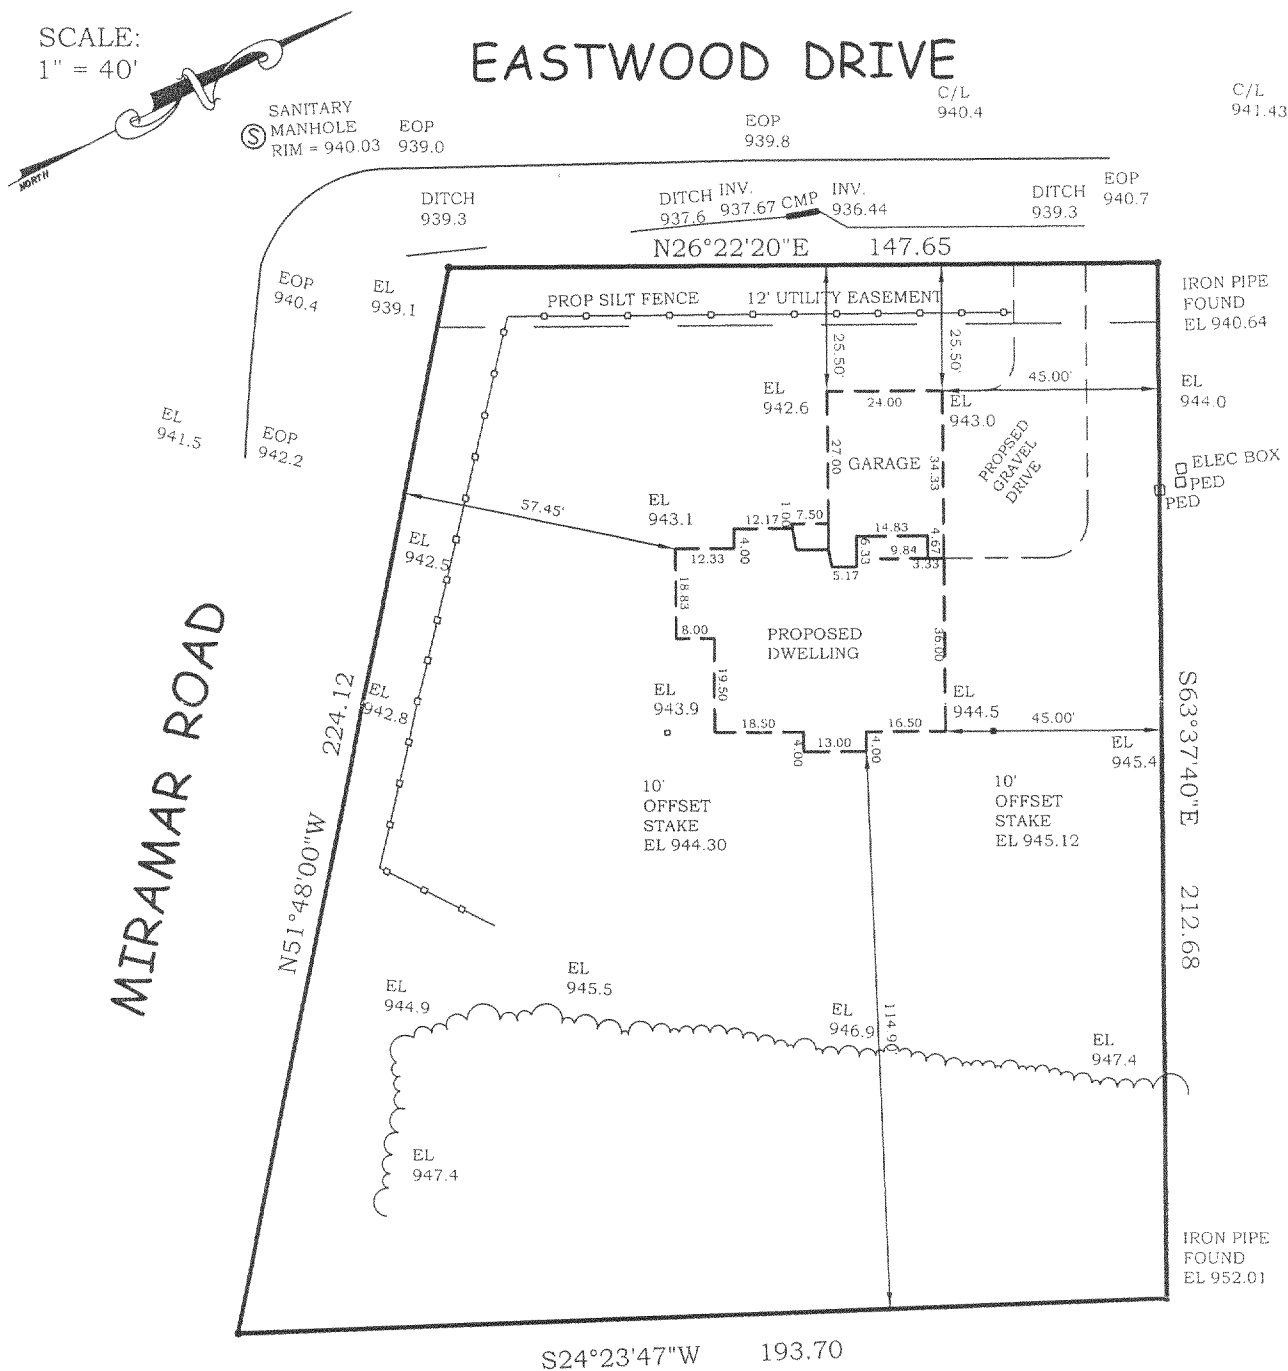 SCALE:
1" = 40'
NORTH
EASTWOOD DRIVE
C/L
940.4
C/L
941.43
S
SANITARY
MANHOLE
RIM = 940.03
EOP
939.0
EOP
939.8
DITCH
939.3
DITCH
937.6
INV.
937.67
CMP
INV.
936.44
DITCH
939.3
EOP
940.7
N26°22'20"E 147.65
EOP
940.4
EL
939.1
PROP SILT FENCE
12' UTILITY EASEMENT
IRON PIPE
FOUND
EL 940.64
25.50'
25.50'
45.00'
EL
942.6
24.00
EL
943.0
EL
944.0
EL
941.5
EOP
942.2
27.00
GARAGE
34.33
PROPSED
GRAVEL
DRIVE
ELEC BOX
PED
PED
57.45'
EL
943.1
12.17
1.00
7.50
14.83
4.67
EL
942.5
12.33
4.00
6.33
9.84
3.33
5.17
18.83
8.00
PROPOSED
DWELLING
36.00
MIRAMAR ROAD
224.12
N51°48'00"W
EL
942.8
19.50
EL
943.9
EL
944.5
45.00'
18.50
4.00
13.00
4.00
16.50
EL
945.4
S63°37'40"E 212.68
10'
OFFSET
STAKE
EL 944.30
10'
OFFSET
STAKE
EL 945.12
EL
944.9
EL
945.5
EL
946.9
114.90'
EL
947.4
EL
947.4
IRON PIPE
FOUND
EL 952.01
S24°23'47"W 193.70